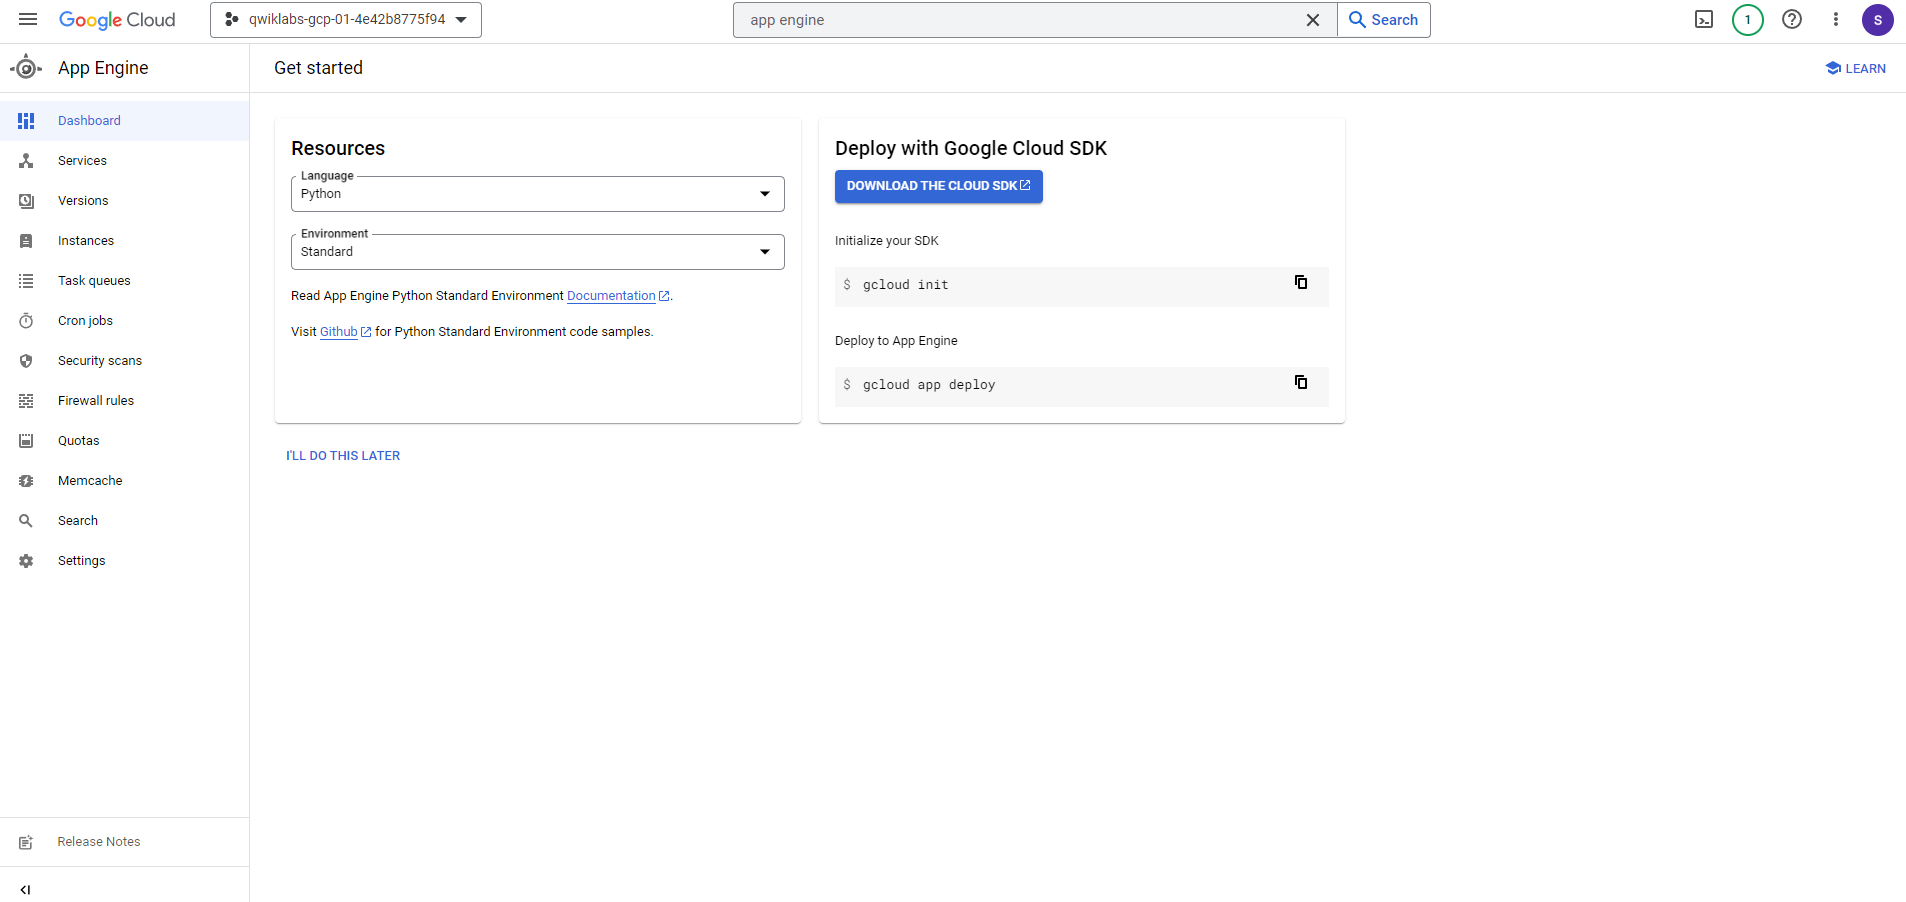 Google Cloud
qwiklabs-gcp-01-4e42b8775f94
app engine
Search
1
S
App Engine
Get started
LEARN
Dashboard
Services
Versions
Instances
Task queues
Cron jobs
Security scans
Firewall rules
Quotas
Memcache
Search
Settings
Release Notes
Resources
Language
Python
Environment
Standard
Read App Engine Python Standard Environment Documentation.
Visit Github for Python Standard Environment code samples.
I'LL DO THIS LATER
Deploy with Google Cloud SDK
DOWNLOAD THE CLOUD SDK
Initialize your SDK
$ gcloud init
Deploy to App Engine
$ gcloud app deploy